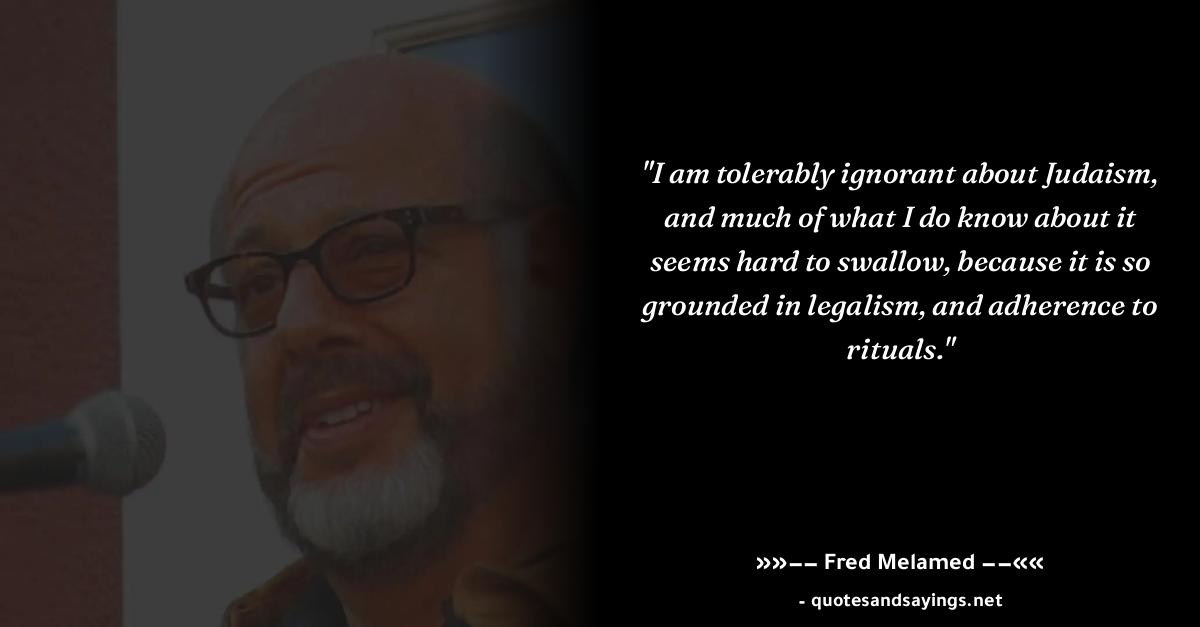 "I am tolerably ignorant about Judaism,
and much of what I do know about it
seems hard to swallow, because it is so
grounded in legalism, and adherence to
rituals."
»»−− Fred Melamed −−««
- quotesandsayings.net